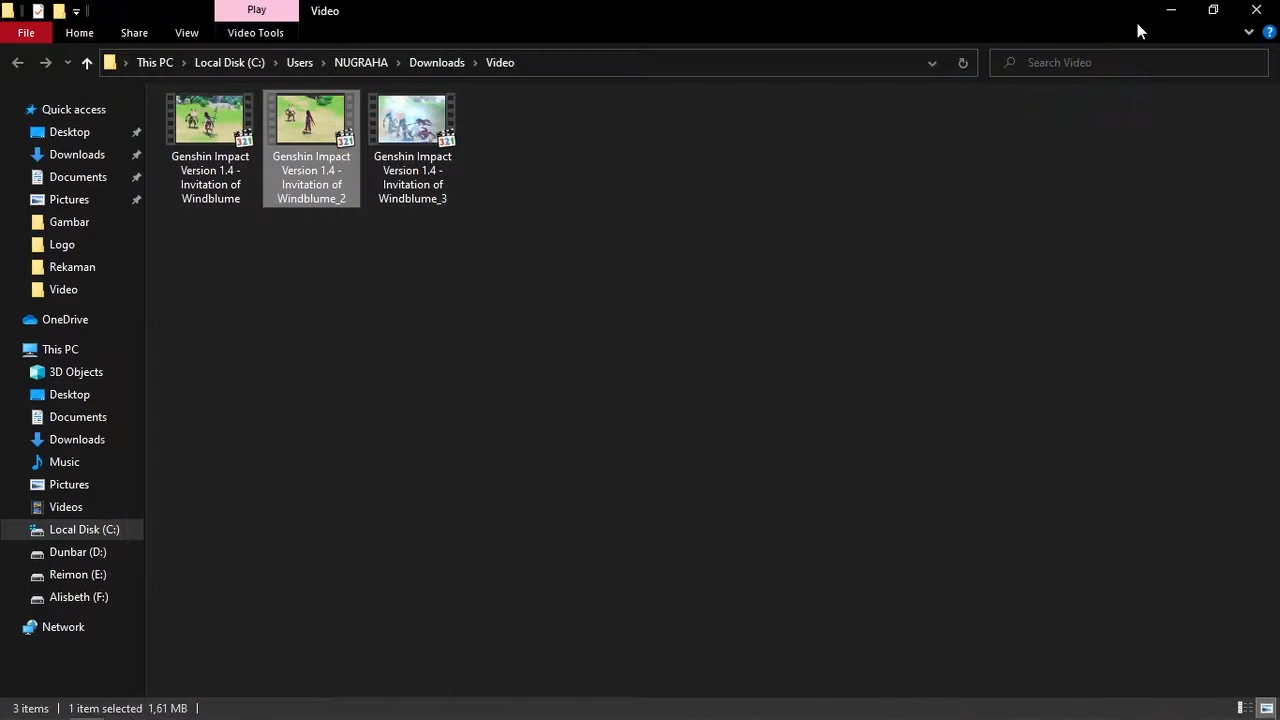 Play
Video
File
Home
Share
View
Video Tools
This PC
Local Disk (C:)
Users
NUGRAHA
Downloads
Video
Search Video
Quick access
Desktop
Downloads
Documents
Pictures
Gambar
Logo
Rekaman
Video
OneDrive
This PC
3D Objects
Desktop
Documents
Downloads
Music
Pictures
Videos
Local Disk (C:)
Dunbar (D:)
Reimon (E:)
Alisbeth (F:)
Network
321
Genshin Impact
Version 1.4 -
Invitation of
Windblume
321
Genshin Impact
Version 1.4 -
Invitation of
Windblume_2
321
Genshin Impact
Version 1.4 -
Invitation of
Windblume_3
3 items
1 item selected 1,61 MB